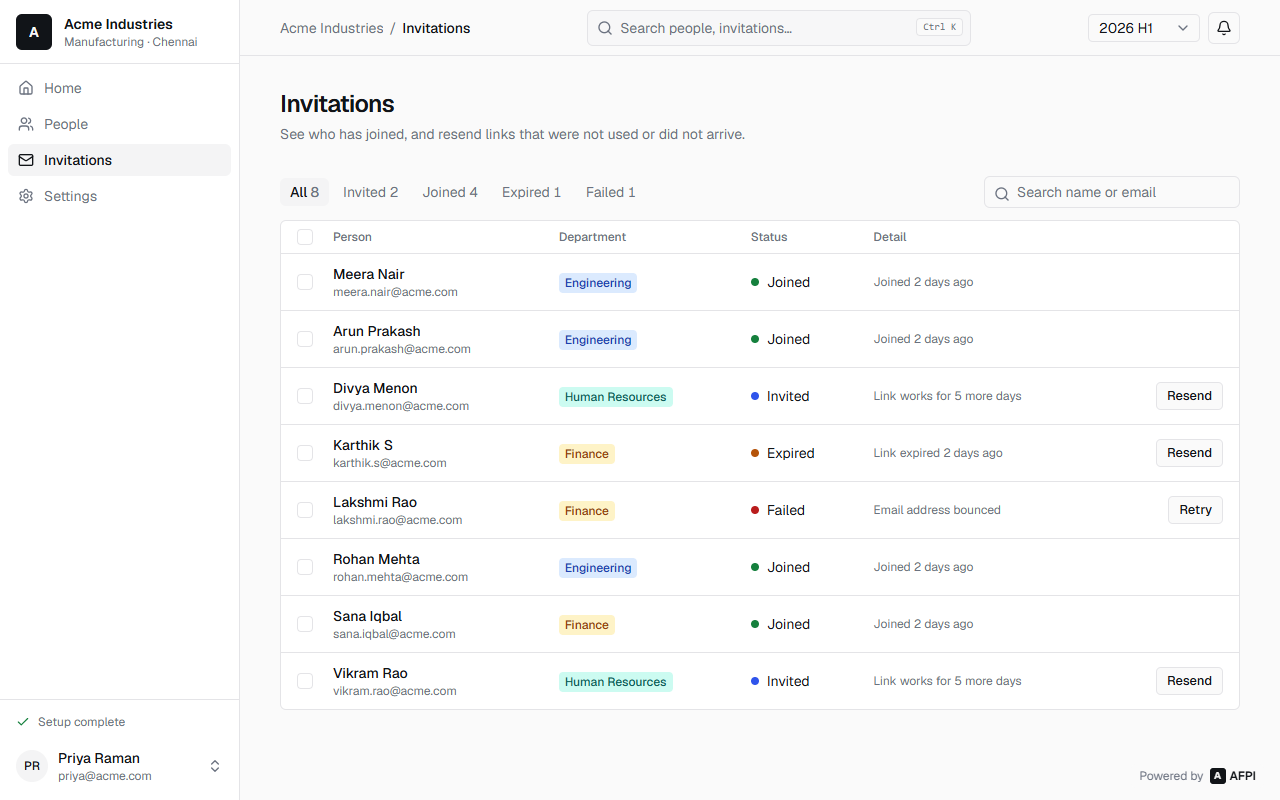 A
Acme Industries
Manufacturing · Chennai
Home
People
Invitations
Settings
Setup complete
PR
Priya Raman
priya@acme.com
Acme Industries / Invitations
Search people, invitations...
Ctrl K
2026 H1
Invitations
See who has joined, and resend links that were not used or did not arrive.
All 8
Invited 2
Joined 4
Expired 1
Failed 1
Search name or email
Person Department Status Detail
Meera Nair
meera.nair@acme.com
Engineering
Joined
Joined 2 days ago
Arun Prakash
arun.prakash@acme.com
Engineering
Joined
Joined 2 days ago
Divya Menon
divya.menon@acme.com
Human Resources
Invited
Link works for 5 more days
Resend
Karthik S
karthik.s@acme.com
Finance
Expired
Link expired 2 days ago
Resend
Lakshmi Rao
lakshmi.rao@acme.com
Finance
Failed
Email address bounced
Retry
Rohan Mehta
rohan.mehta@acme.com
Engineering
Joined
Joined 2 days ago
Sana Iqbal
sana.iqbal@acme.com
Finance
Joined
Joined 2 days ago
Vikram Rao
vikram.rao@acme.com
Human Resources
Invited
Link works for 5 more days
Resend
Powered by A AFPI